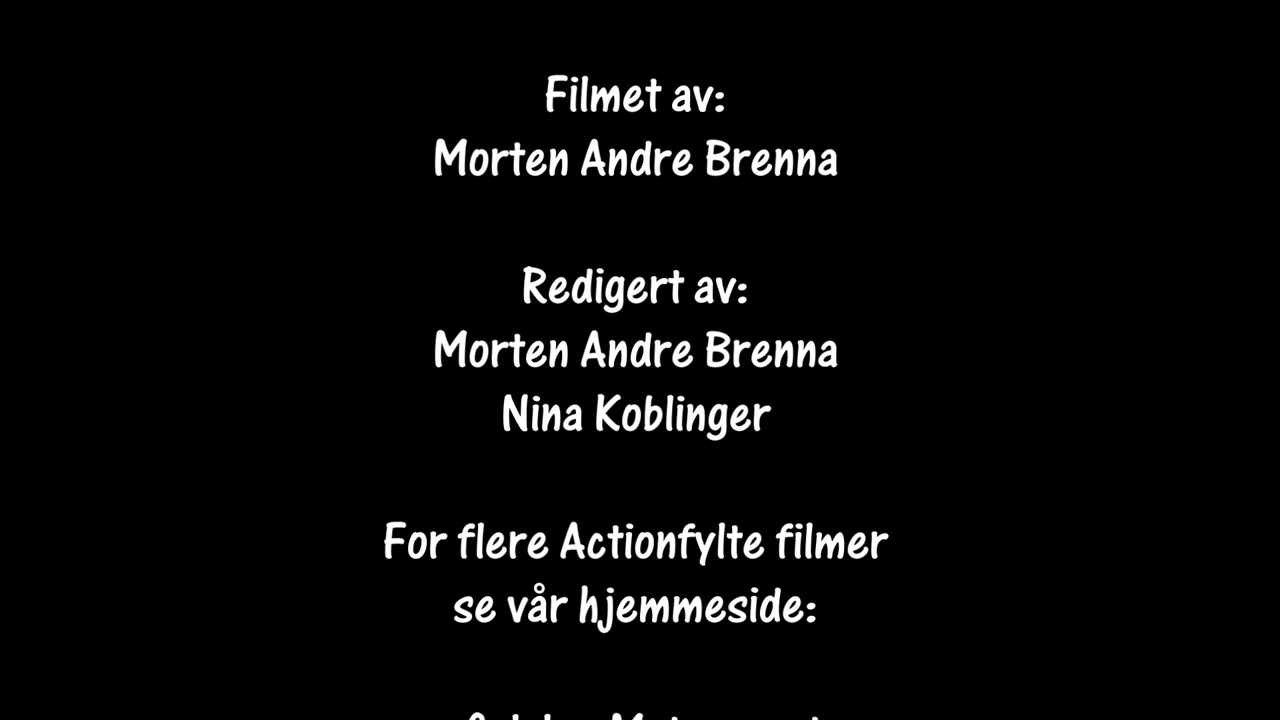 Filmet av:
Morten Andre Brenna
Redigert av:
Morten Andre Brenna
Nina Koblinger
For flere Actionfylte filmer
se vår hjemmeside: